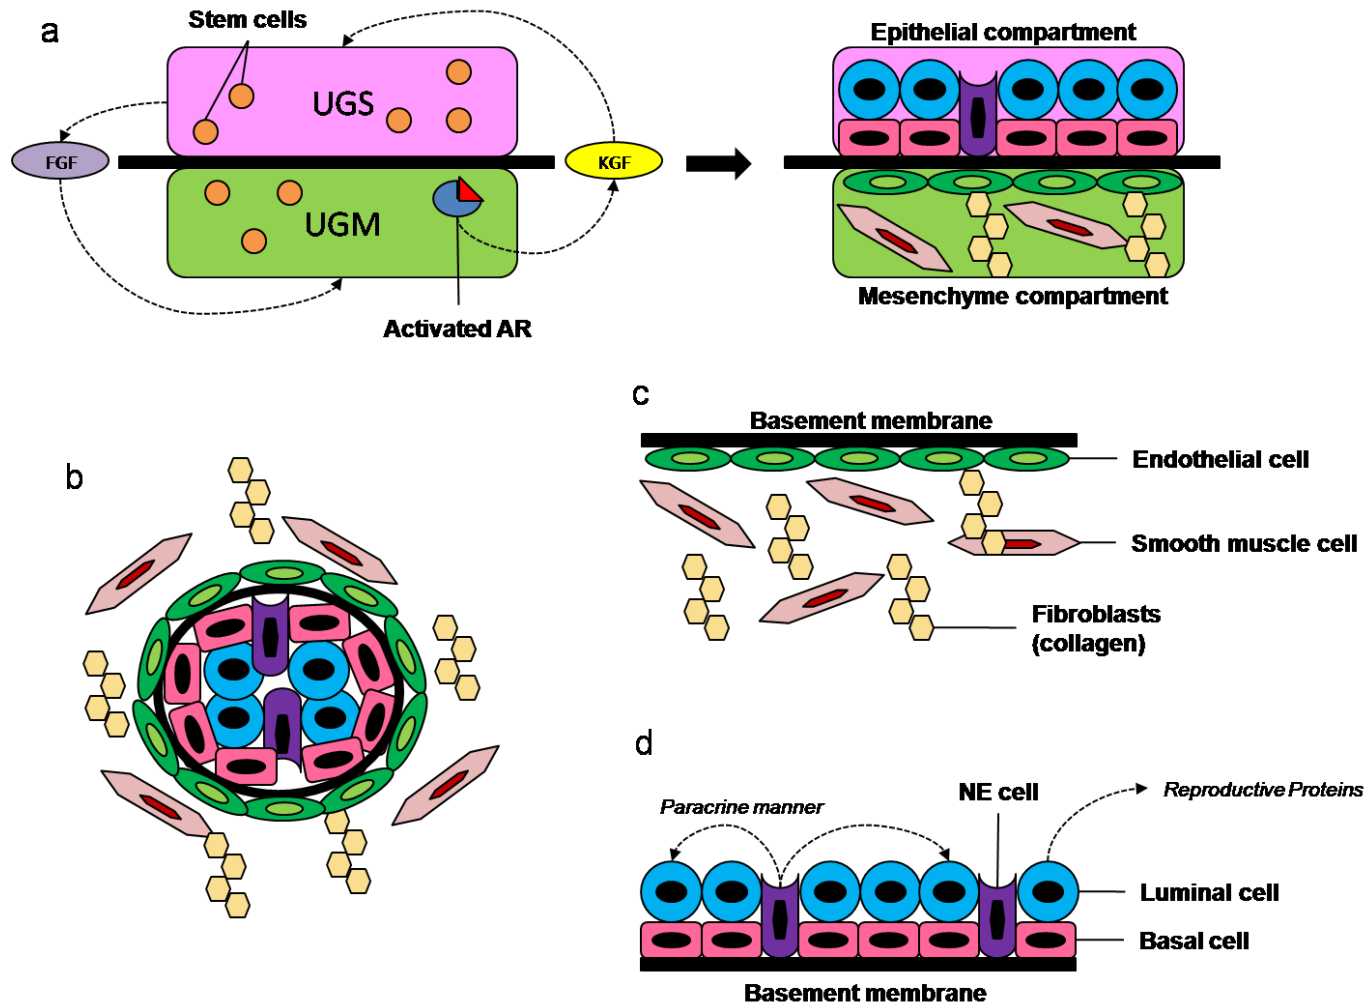 a
Stem cells
UGS
FGF
KGF
UGM
Activated AR
Epithelial compartment
Mesenchyme compartment
b
c
Basement membrane
Endothelial cell
Smooth muscle cell
Fibroblasts
(collagen)
d
Paracrine manner
NE cell
Reproductive Proteins
Luminal cell
Basal cell
Basement membrane